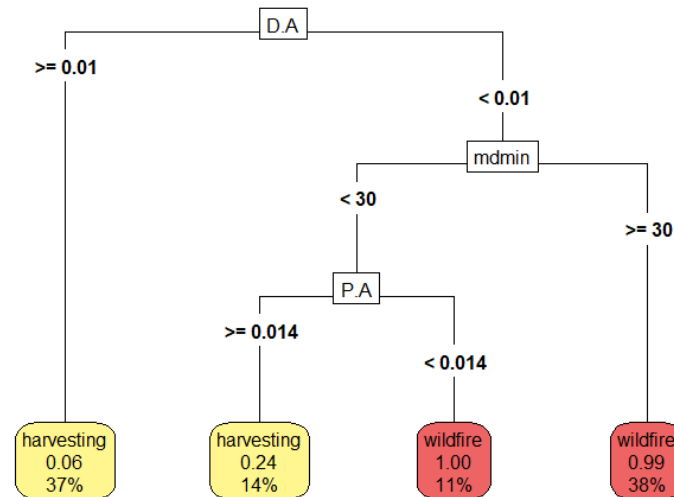 D.A
>= 0.01
< 0.01
mdmin
< 30
>= 30
P.A
>= 0.014
< 0.014
harvesting
0.06
37%
harvesting
0.24
14%
wildfire
1.00
11%
wildfire
0.99
38%